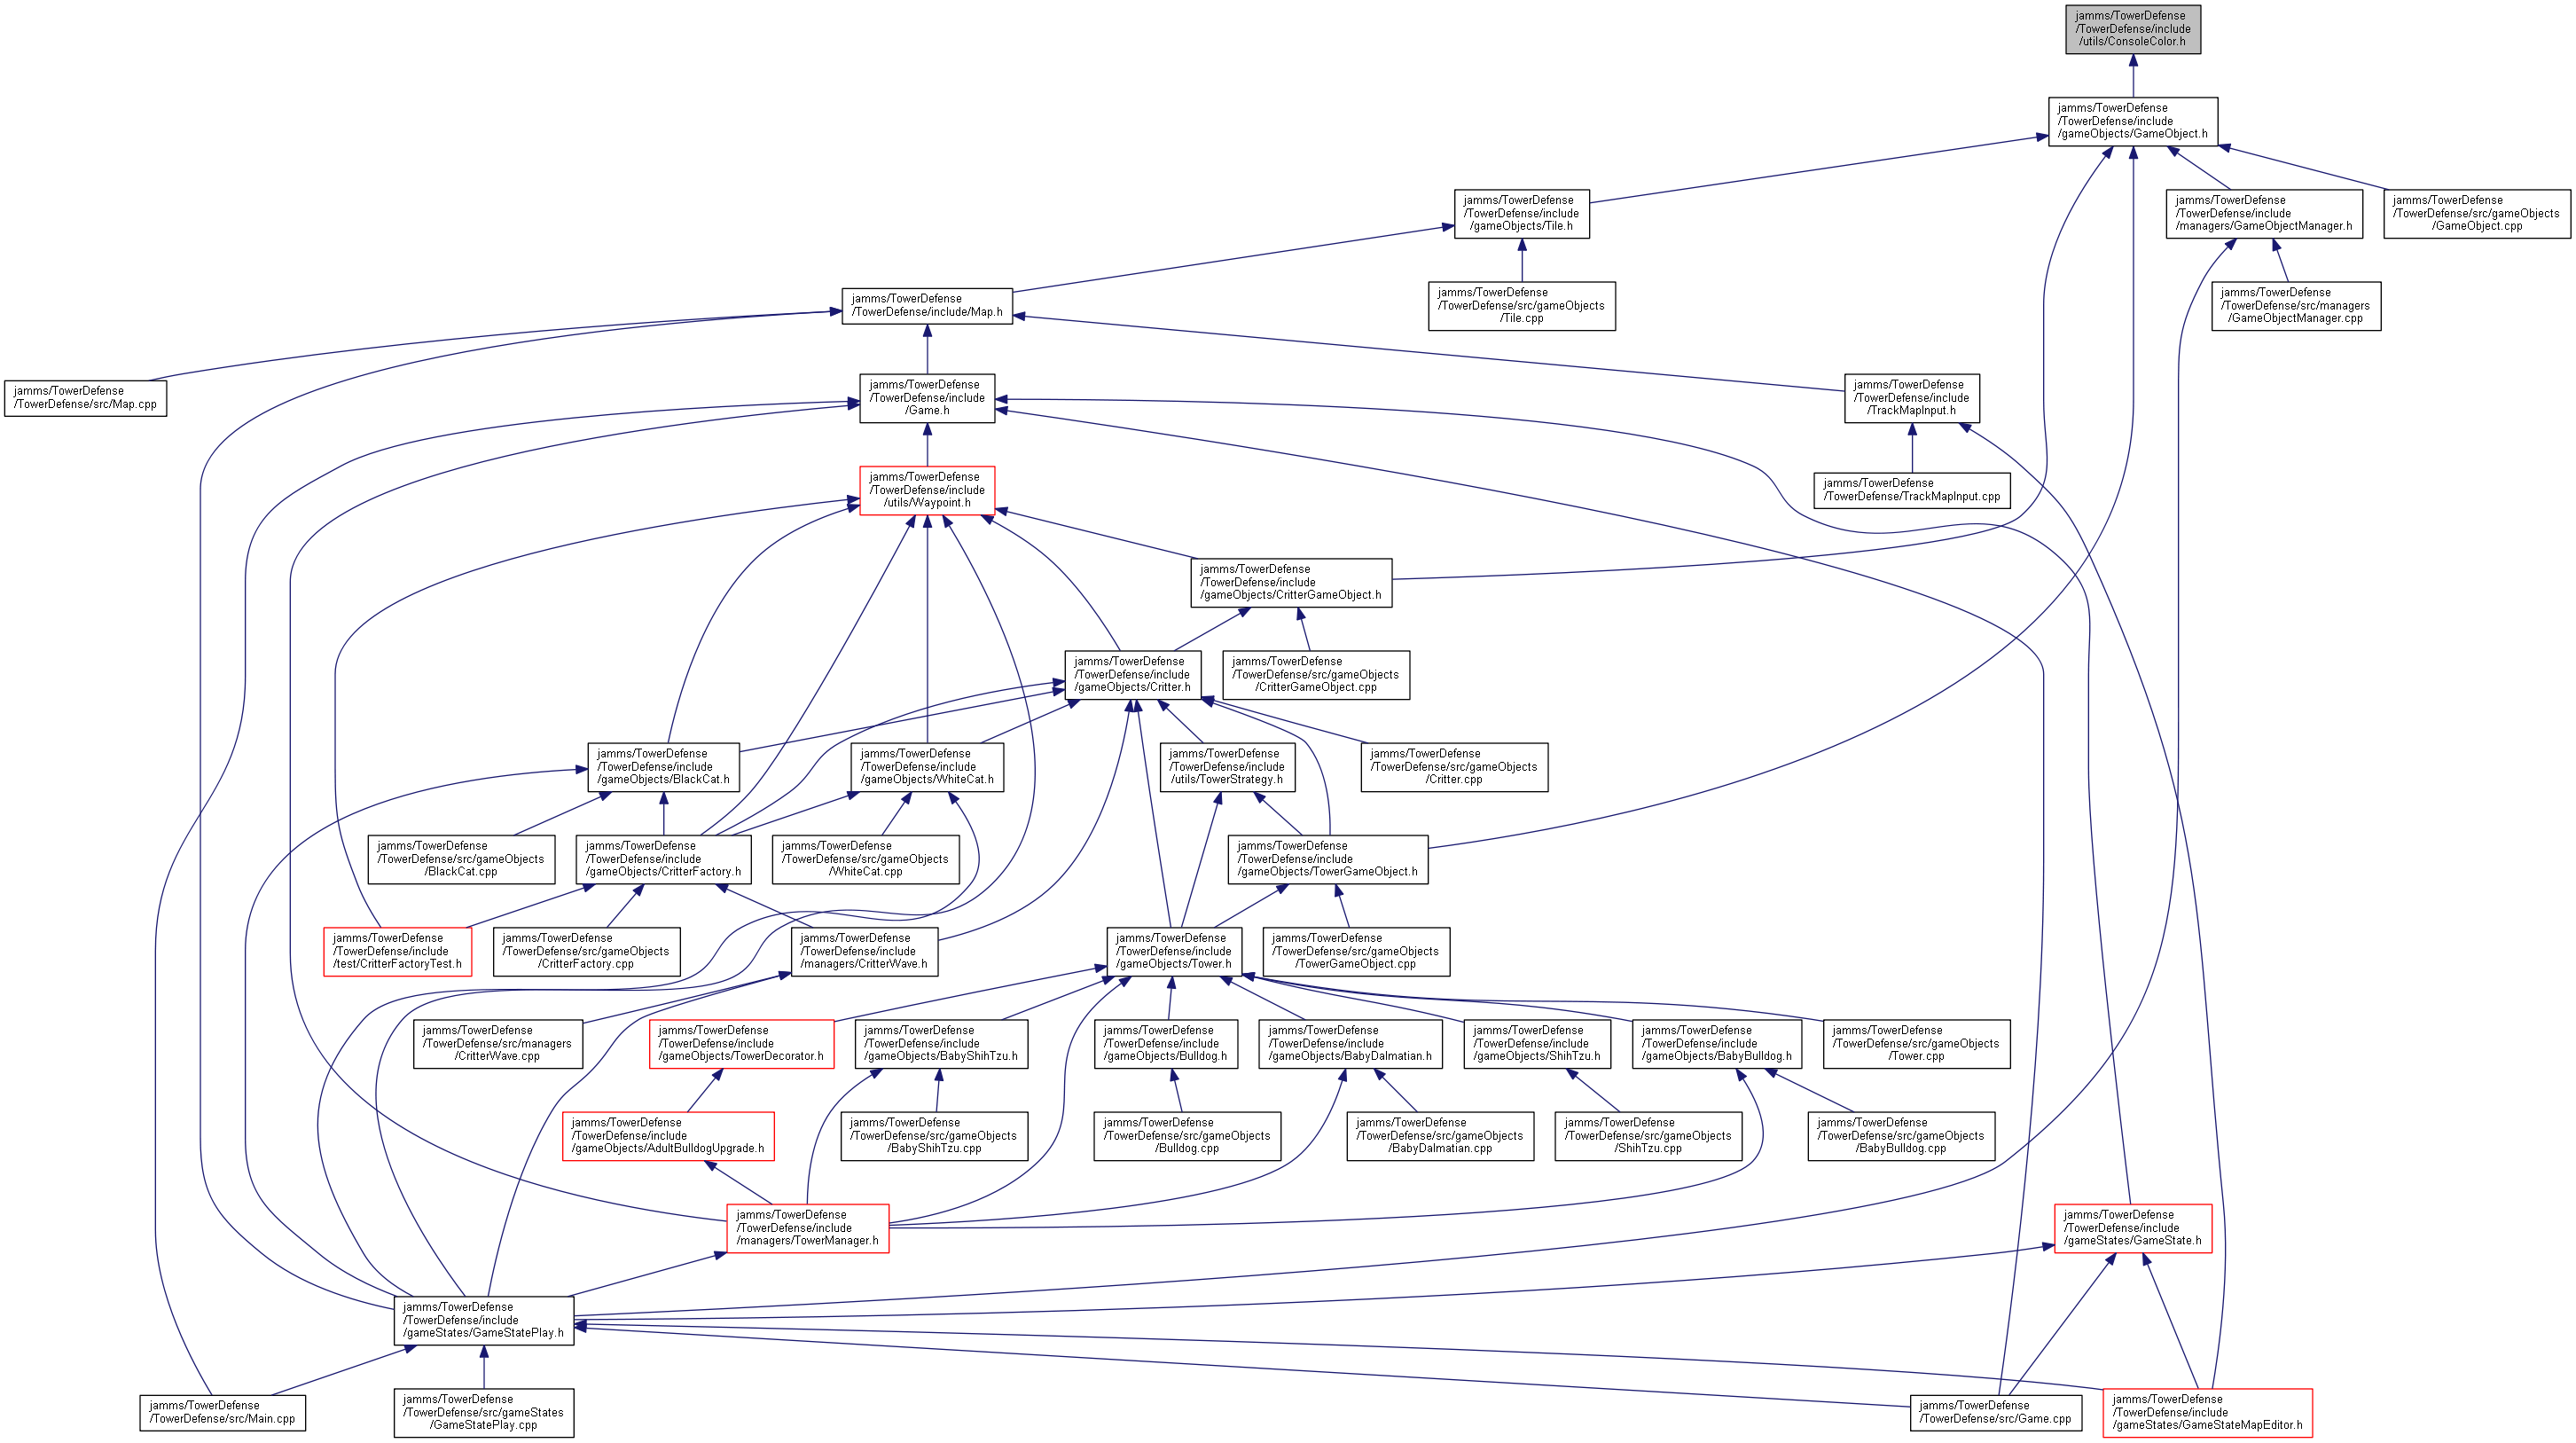 jamms/TowerDefense
/TowerDefense/include
/utils/ConsoleColor.h
jamms/TowerDefense
/TowerDefense/include
/gameObjects/GameObject.h
jamms/TowerDefense
/TowerDefense/include
/gameObjects/Tile.h
jamms/TowerDefense
/TowerDefense/include
/managers/GameObjectManager.h
jamms/TowerDefense
/TowerDefense/src/gameObjects
/GameObject.cpp
jamms/TowerDefense
/TowerDefense/include/Map.h
jamms/TowerDefense
/TowerDefense/src/gameObjects
/Tile.cpp
jamms/TowerDefense
/TowerDefense/src/managers
/GameObjectManager.cpp
jamms/TowerDefense
/TowerDefense/src/Map.cpp
jamms/TowerDefense
/TowerDefense/include
/Game.h
jamms/TowerDefense
/TowerDefense/include
/TrackMapInput.h
jamms/TowerDefense
/TowerDefense/include
/utils/Waypoint.h
jamms/TowerDefense
/TowerDefense/TrackMapInput.cpp
jamms/TowerDefense
/TowerDefense/include
/gameObjects/CritterGameObject.h
jamms/TowerDefense
/TowerDefense/include
/gameObjects/Critter.h
jamms/TowerDefense
/TowerDefense/src/gameObjects
/CritterGameObject.cpp
jamms/TowerDefense
/TowerDefense/include
/gameObjects/BlackCat.h
jamms/TowerDefense
/TowerDefense/include
/gameObjects/WhiteCat.h
jamms/TowerDefense
/TowerDefense/include
/utils/TowerStrategy.h
jamms/TowerDefense
/TowerDefense/src/gameObjects
/Critter.cpp
jamms/TowerDefense
/TowerDefense/src/gameObjects
/BlackCat.cpp
jamms/TowerDefense
/TowerDefense/include
/gameObjects/CritterFactory.h
jamms/TowerDefense
/TowerDefense/src/gameObjects
/WhiteCat.cpp
jamms/TowerDefense
/TowerDefense/include
/gameObjects/TowerGameObject.h
jamms/TowerDefense
/TowerDefense/include
/test/CritterFactoryTest.h
jamms/TowerDefense
/TowerDefense/src/gameObjects
/CritterFactory.cpp
jamms/TowerDefense
/TowerDefense/include
/managers/CritterWave.h
jamms/TowerDefense
/TowerDefense/include
/gameObjects/Tower.h
jamms/TowerDefense
/TowerDefense/src/gameObjects
/TowerGameObject.cpp
jamms/TowerDefense
/TowerDefense/src/managers
/CritterWave.cpp
jamms/TowerDefense
/TowerDefense/include
/gameObjects/TowerDecorator.h
jamms/TowerDefense
/TowerDefense/include
/gameObjects/BabyShihTzu.h
jamms/TowerDefense
/TowerDefense/include
/gameObjects/Bulldog.h
jamms/TowerDefense
/TowerDefense/include
/gameObjects/BabyDalmatian.h
jamms/TowerDefense
/TowerDefense/include
/gameObjects/ShihTzu.h
jamms/TowerDefense
/TowerDefense/include
/gameObjects/BabyBulldog.h
jamms/TowerDefense
/TowerDefense/src/gameObjects
/Tower.cpp
jamms/TowerDefense
/TowerDefense/include
/gameObjects/AdultBulldogUpgrade.h
jamms/TowerDefense
/TowerDefense/src/gameObjects
/BabyShihTzu.cpp
jamms/TowerDefense
/TowerDefense/src/gameObjects
/Bulldog.cpp
jamms/TowerDefense
/TowerDefense/src/gameObjects
/BabyDalmatian.cpp
jamms/TowerDefense
/TowerDefense/src/gameObjects
/ShihTzu.cpp
jamms/TowerDefense
/TowerDefense/src/gameObjects
/BabyBulldog.cpp
jamms/TowerDefense
/TowerDefense/include
/managers/TowerManager.h
jamms/TowerDefense
/TowerDefense/include
/gameStates/GameState.h
jamms/TowerDefense
/TowerDefense/include
/gameStates/GameStatePlay.h
jamms/TowerDefense
/TowerDefense/src/Main.cpp
jamms/TowerDefense
/TowerDefense/src/gameStates
/GameStatePlay.cpp
jamms/TowerDefense
/TowerDefense/src/Game.cpp
jamms/TowerDefense
/TowerDefense/include
/gameStates/GameStateMapEditor.h